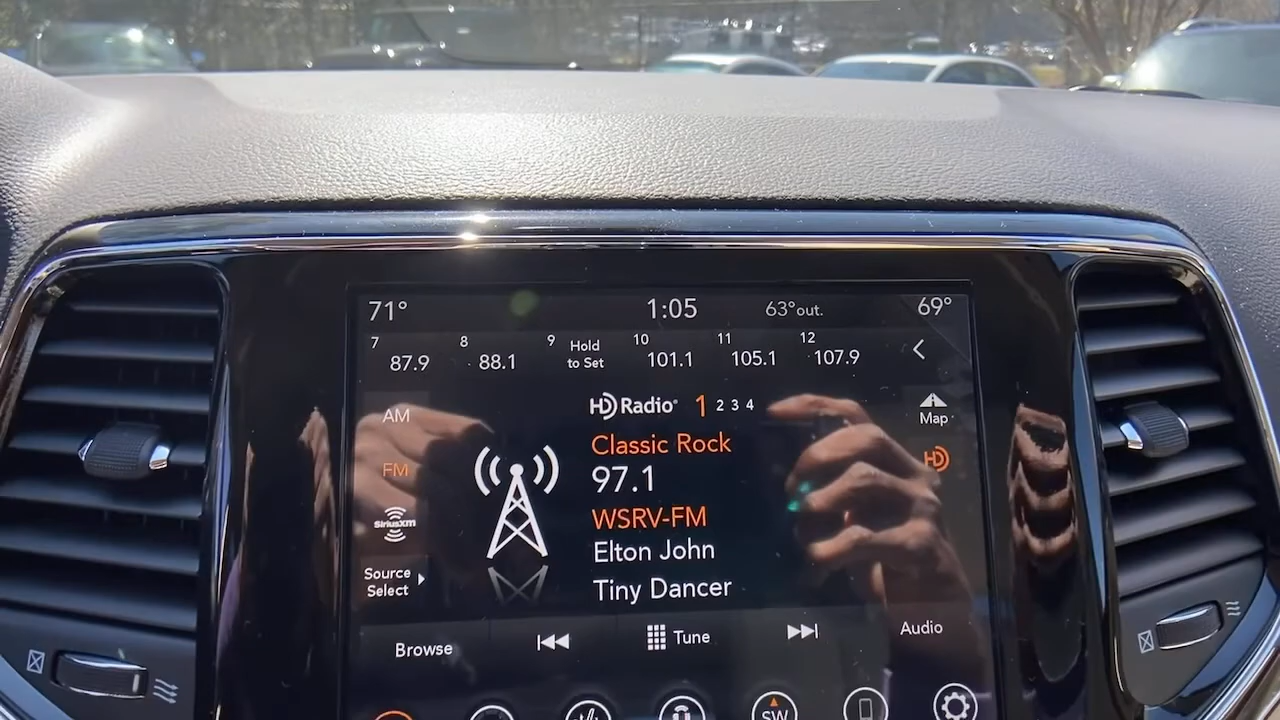 71° 1:05 63°out. 69°
7 87.9 8 88.1 9 Hold to Set 10 101.1 11 105.1 12 107.9
HD Radio® 1 2 3 4
AM
Map
Classic Rock
FM
HD
97.1
WSRV-FM
SiriusXM
Elton John
Source
Select
Tiny Dancer
Browse Tune Audio
SW